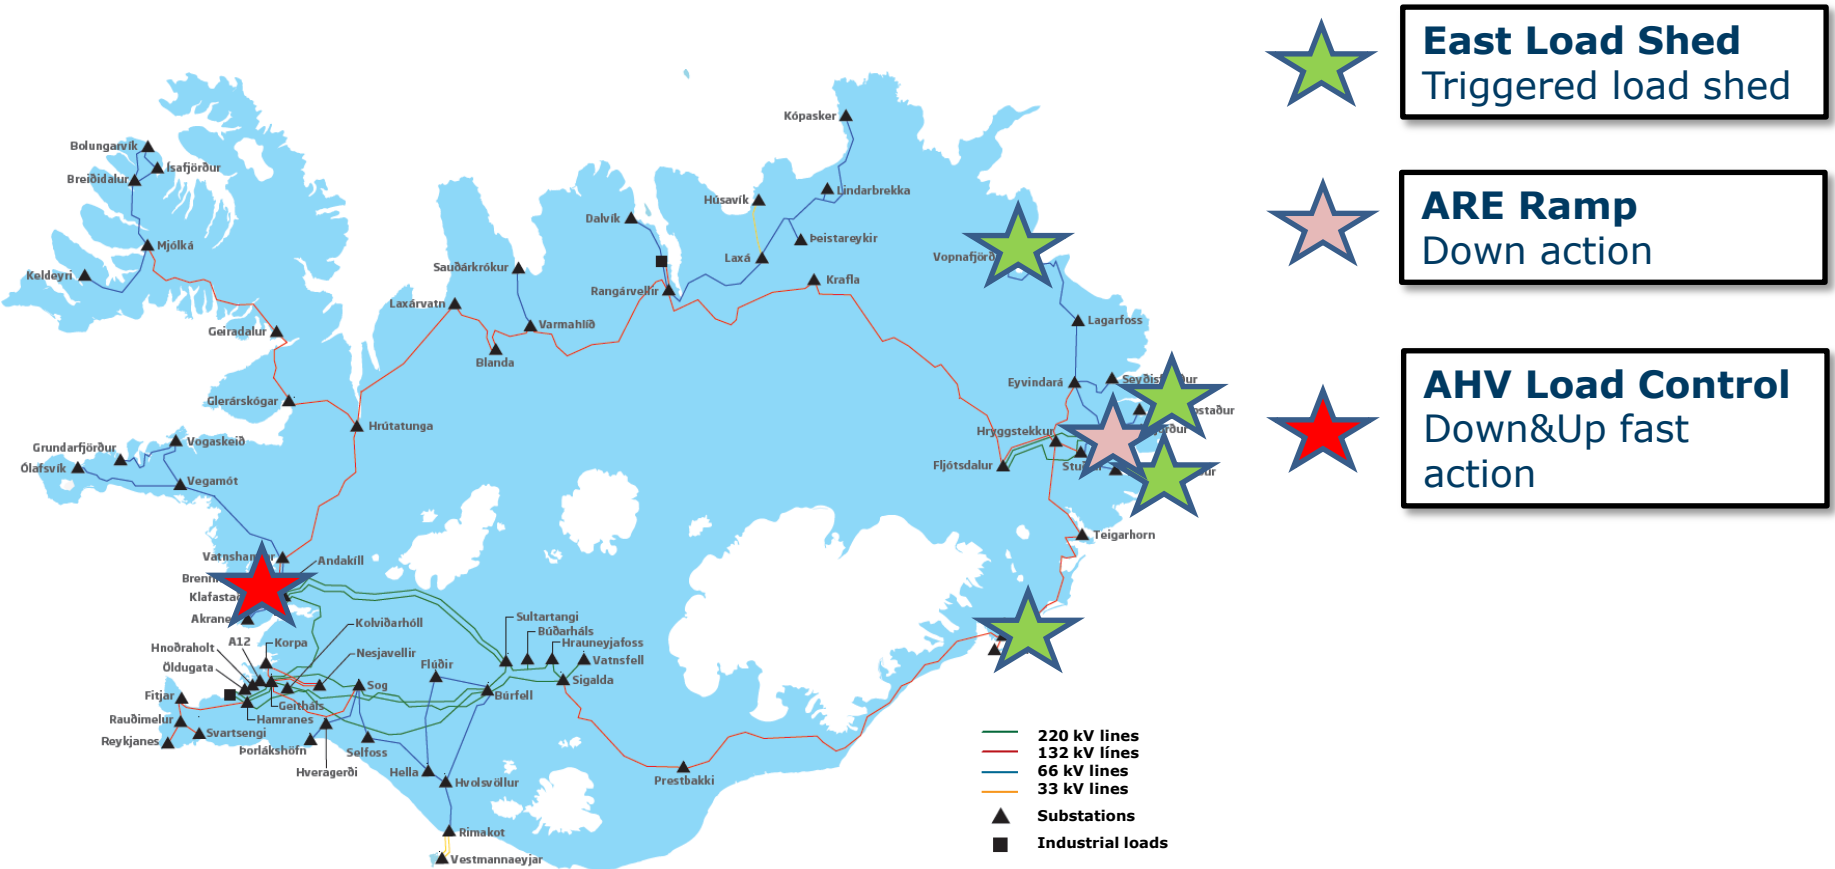 East Load Shed
Triggered load shed
ARE Ramp
Down action
AHV Load Control
Down&Up fast
action
Kópasker
Bolungarvík
Ísafjörður
Breiðidalur
Lindarbrekka
Húsavík
Dalvík
Þeistareykir
Mjólká
Vopnafjörð
Laxá
Sauðárkrókur
Keldeyri
Krafla
Rangárvellir
Laxárvatn
Lagarfoss
Varmahlíð
Geiradalur
Blanda
Eyvindará
Glerárskógar
Hrútatunga
Hryggstekkur
Vogaskeið
Grundarfjörður
Ólafsvík
Fljótsdalur
Vegamót
Teigarhorn
Andakíll
Korpa
Kolviðarhóll
Sultartangi
Búðarháls
Hrauneyjafoss
A12
Hnoðraholt
Nesjavellir
Vatnsfell
Öldugata
Flúðir
Sog
Sigalda
Fitjar
Búrfell
Geitháls
Rauðimelur
Hamranes
Svartsengi
Reykjanes
Þorlákshöfn
Selfoss
Hveragerði
Hella
Hvolsvöllur
Prestbakki
Rimakot
Vestmannaeyjar
220 kV lines
132 kV línes
66 kV lines
33 kV lines
Substations
Industrial loads